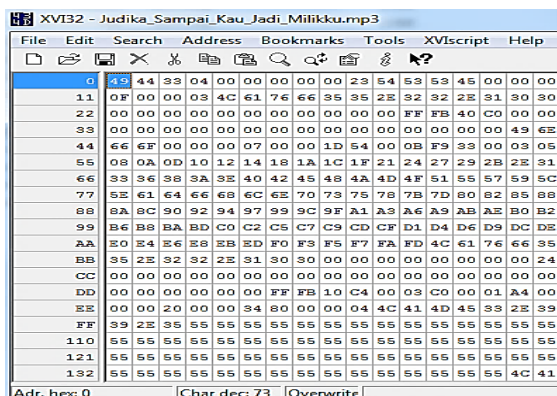 XVI32 - Judika_Sampai_Kau_Jadi_Milikku.mp3
File Edit Search Address Bookmarks Tools XVIscript Help
0 49 44 33 04 00 00 00 00 00 23 54 53 53 45 00 00 00
11 0F 00 00 03 4C 61 76 66 35 35 2E 32 32 2E 31 30 30
22 00 00 00 00 00 00 00 00 00 00 00 00 FF FB 40 C0 00 00
33 00 00 00 00 00 00 00 00 00 00 00 00 00 00 00 49 6E
44 66 6F 00 00 00 07 00 00 1D 54 00 0B F9 33 00 03 05
55 08 0A 0D 10 12 14 18 1A 1C 1F 21 24 27 29 2B 2E 31
66 33 36 38 3A 3E 40 42 45 48 4A 4D 4F 51 55 57 59 5C
77 5E 61 64 66 68 6C 6E 70 73 75 78 7B 7D 80 82 85 88
88 8A 8C 90 92 94 97 99 9C 9F A1 A3 A6 A9 AB AE B0 B2
99 B6 B8 BA BD C0 C2 C5 C7 C9 CD CF D1 D4 D6 D9 DC DE
AA E0 E4 E6 E8 EB ED F0 F3 F5 F7 FA FD 4C 61 76 66 35
BB 35 2E 32 32 2E 31 30 30 00 00 00 00 00 00 00 00 24
CC 00 00 00 00 00 00 00 00 00 00 00 00 00 00 00 00 00
DD 00 00 00 00 00 00 FF FB 10 C4 00 03 C0 00 01 A4 00
EE 00 00 20 00 00 34 80 00 00 04 4C 41 4D 45 33 2E 39
FF 39 2E 35 55 55 55 55 55 55 55 55 55 55 55 55 55 55
110 55 55 55 55 55 55 55 55 55 55 55 55 55 55 55 55 55
121 55 55 55 55 55 55 55 55 55 55 55 55 55 55 55 55 55
132 55 55 55 55 55 55 55 55 55 55 55 55 55 55 55 4C 41
Adr. hex: 0 Char dec: 73 Overwrite